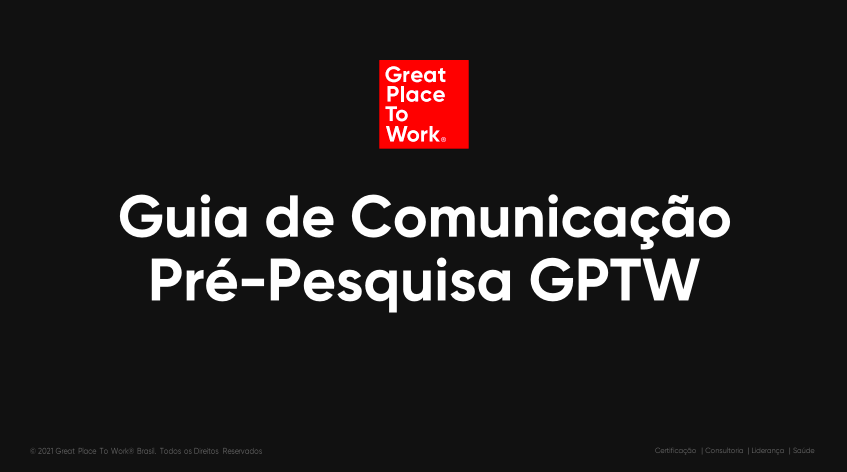 Great
Place
To
Work®
Guia de Comunicação
Pré-Pesquisa GPTW
© 2021 Great Place To Work® Brasil. Todos os Direitos Reservados
Certificação | Consultoria | Liderança | Saúde